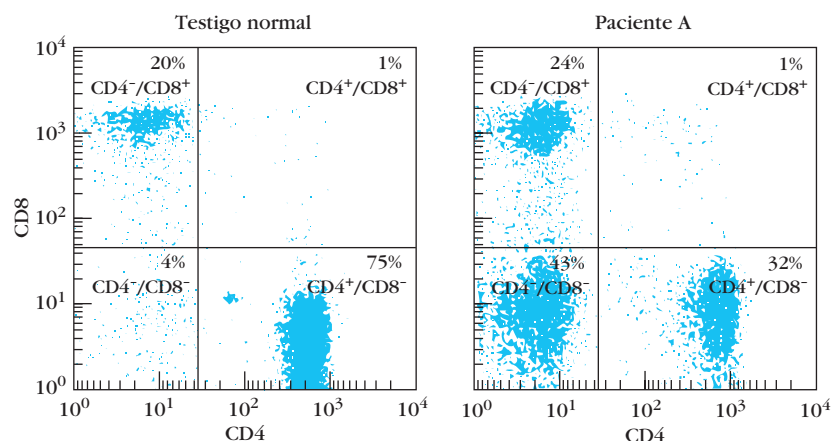 Testigo normal
10⁴
20%
CD4⁻/CD8⁺
1%
CD4⁺/CD8⁺
10³
CD8
10²
4%
CD4⁻/CD8⁻
75%
CD4⁺/CD8⁻
10¹
10⁰
10⁰ 10¹ 10² 10³ 10⁴
CD4
Paciente A
10⁴
24%
CD4⁻/CD8⁺
1%
CD4⁺/CD8⁺
10³
10²
43%
CD4⁻/CD8⁻
32%
CD4⁺/CD8⁻
10¹
10⁰
10⁰ 10¹ 10² 10³ 10⁴
CD4